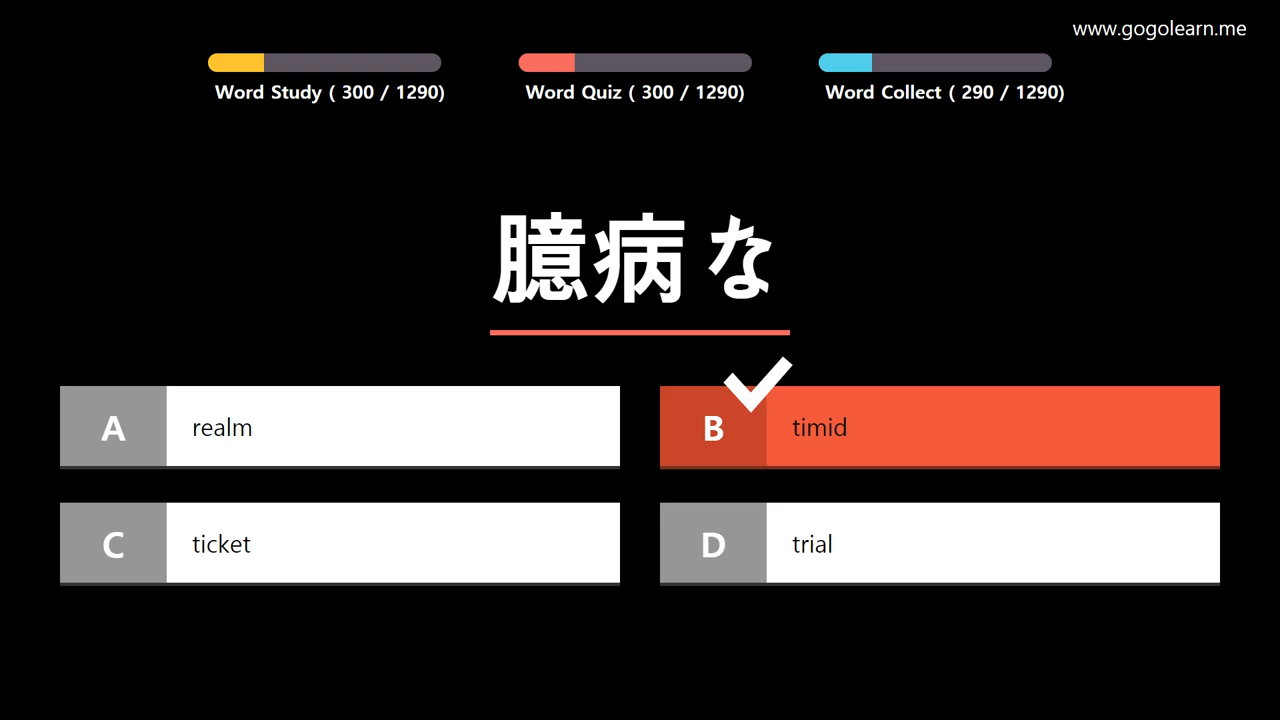 www.gogolearn.me
Word Study ( 300 / 1290)
Word Quiz ( 300 / 1290)
Word Collect ( 290 / 1290)
臆病な
A realm
B timid
C ticket
D trial